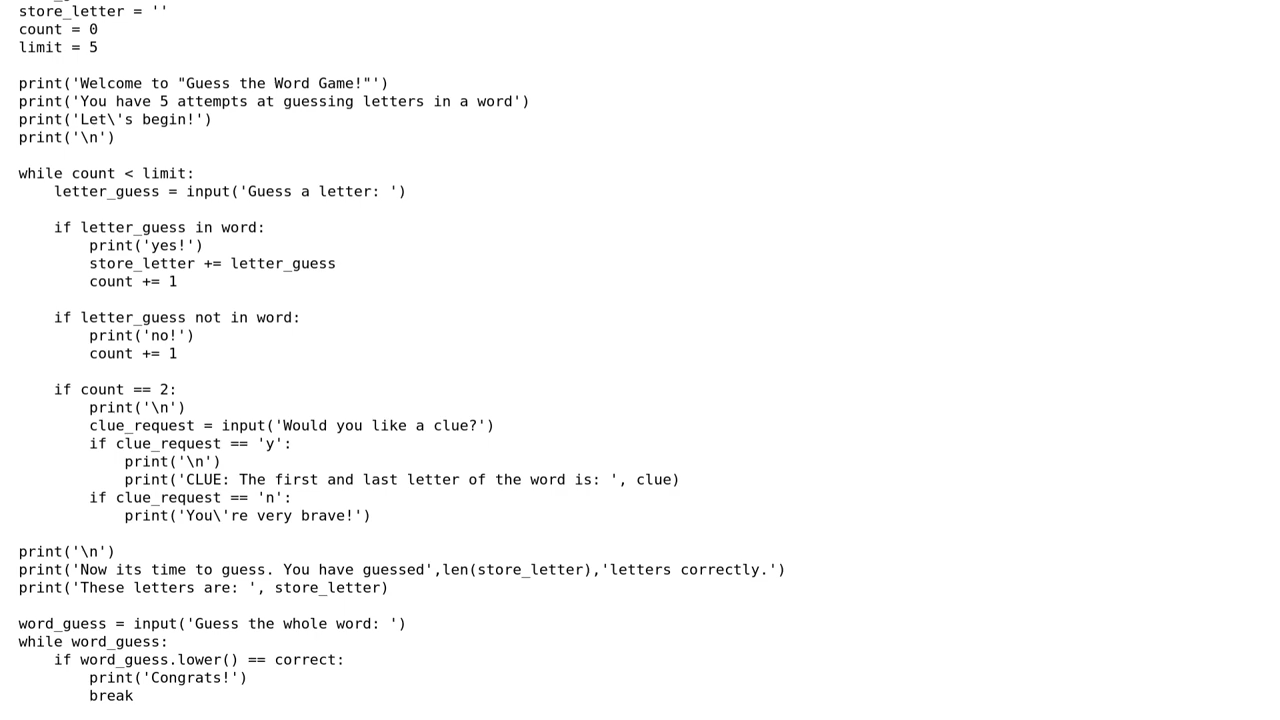 store_letter = ''
count = 0
limit = 5

print('Welcome to "Guess the Word Game!"')
print('You have 5 attempts at guessing letters in a word')
print('Let\'s begin!')
print('\n')

while count < limit:
    letter_guess = input('Guess a letter: ')

    if letter_guess in word:
        print('yes!')
        store_letter += letter_guess
        count += 1

    if letter_guess not in word:
        print('no!')
        count += 1

    if count == 2:
        print('\n')
        clue_request = input('Would you like a clue?')
        if clue_request == 'y':
            print('\n')
            print('CLUE: The first and last letter of the word is: ', clue)
        if clue_request == 'n':
            print('You\'re very brave!')

print('\n')
print('Now its time to guess. You have guessed',len(store_letter),'letters correctly.')
print('These letters are: ', store_letter)

word_guess = input('Guess the whole word: ')
while word_guess:
    if word_guess.lower() == correct:
        print('Congrats!')
        break